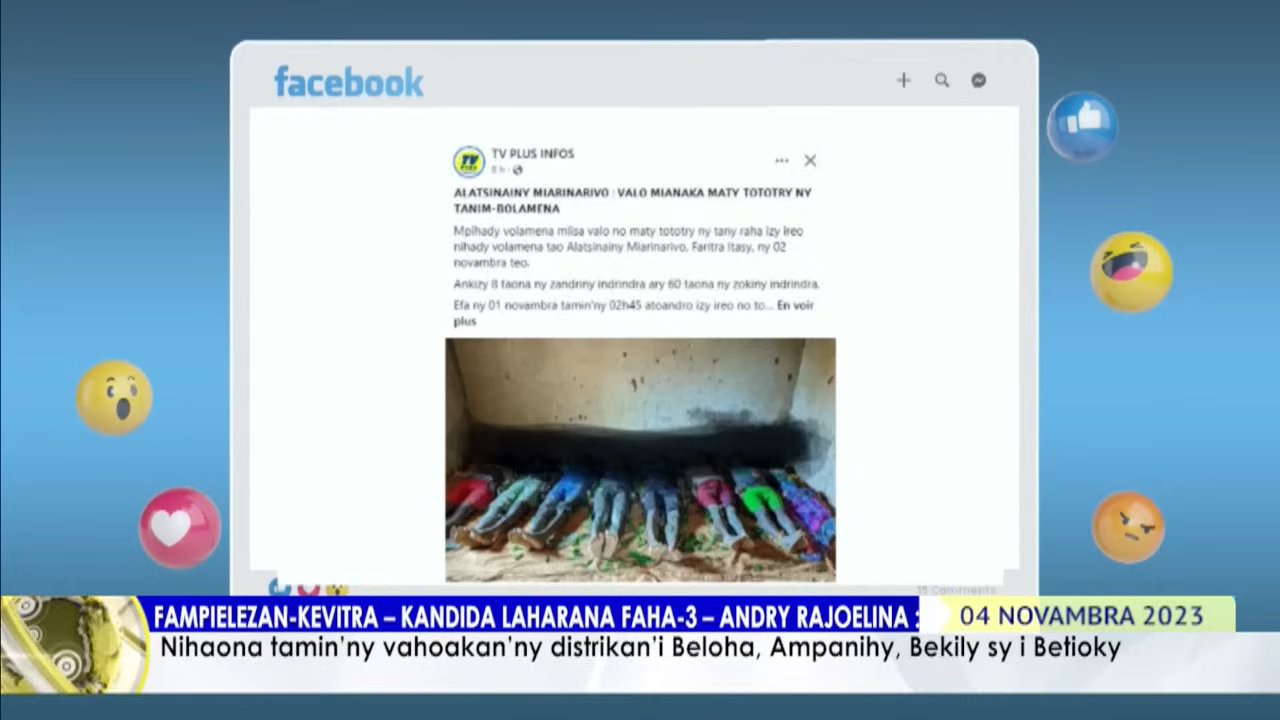 facebook
TV PLUS INFOS
8 h
ALATSINAINY MIARINARIVO : VALO MIANAKA MATY TOTOTRY NY
TANIM-BOLAMENA
Mpihady volamena miisa valo no maty tototry ny tany raha izy ireo
nihady volamena tao Alatsinainy Miarinarivo, Faritra Itasy, ny 02
novambra teo.
Ankizy 8 taona ny zandriny indrindra ary 60 taona ny zokiny indrindra.
Efa ny 01 novambra tamin'ny 02h45 atoandro izy ireo no to... En voir
plus
15 Comments
FAMPIELEZAN-KEVITRA – KANDIDA LAHARANA FAHA-3 – ANDRY RAJOELINA :
04 NOVAMBRA 2023
Nihaona tamin'ny vahoakan'ny distrikan'i Beloha, Ampanihy, Bekily sy i Betioky